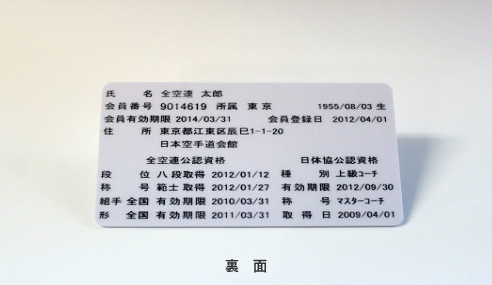 氏　名 全空連 太郎
会員番号 9014619 所属 東京 1955/08/03 生
会員有効期限 2014/03/31 会員登録日 2012/04/01
住　所 東京都江東区辰巳1-1-20
日本空手道会館
全空連公認資格 日体協公認資格
段　位 八段取得 2012/01/12 種　別 上級ｺｰﾁ
称　号 範士取得 2012/01/27 有効期限 2012/09/30
組手 全国 有効期限 2010/03/31 称　号 ﾏｽﾀｰｺｰﾁ
形　全国 有効期限 2011/03/31 取得日 2009/04/01
裏　面